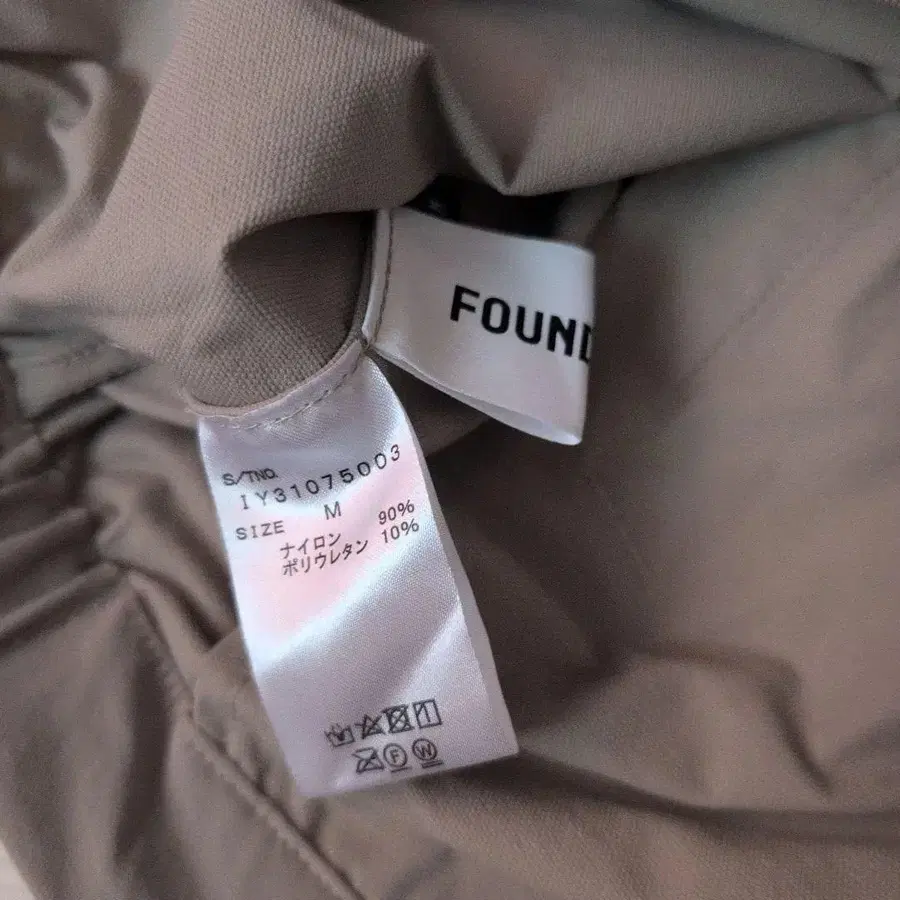 FOUND
S/TNO.
IY31075003
SIZE M
ナイロン 90%
ポリウレタン 10%
F W